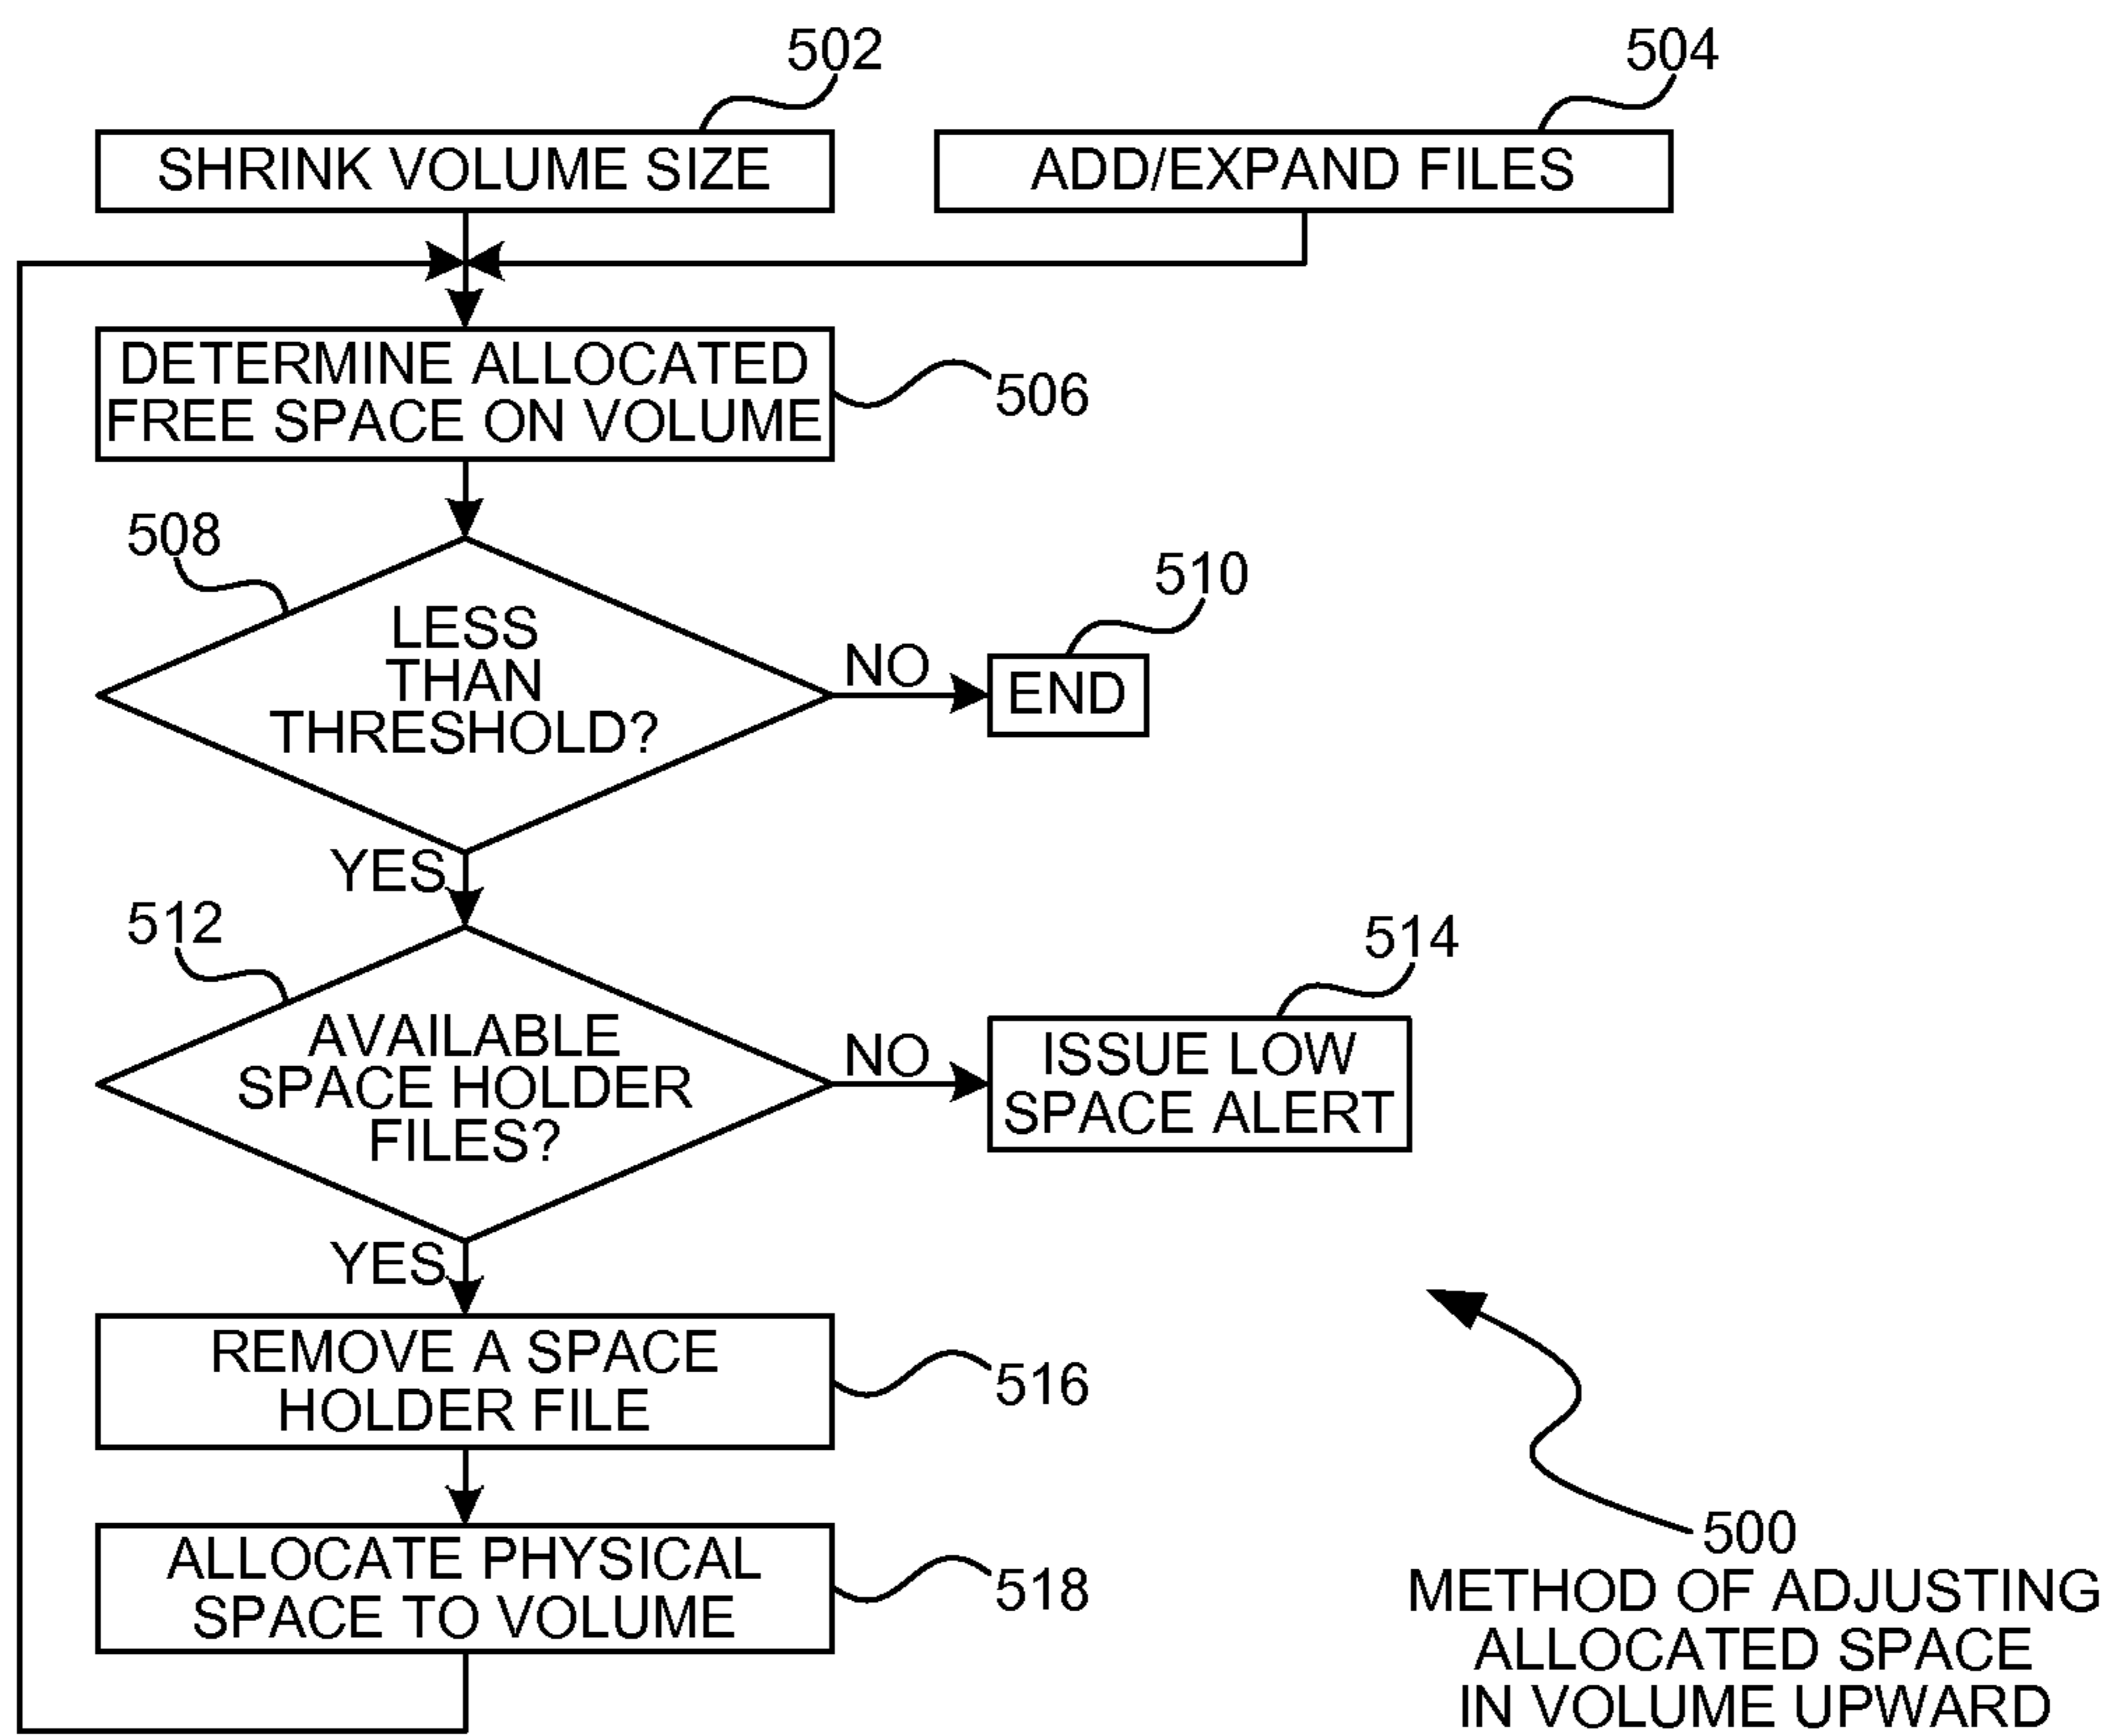 502
504
SHRINK VOLUME SIZE
ADD/EXPAND FILES
DETERMINE ALLOCATED
FREE SPACE ON VOLUME
506
508
LESS
THAN
THRESHOLD?
NO
510
END
YES
512
AVAILABLE
SPACE HOLDER
FILES?
NO
514
ISSUE LOW
SPACE ALERT
YES
REMOVE A SPACE
HOLDER FILE
516
ALLOCATE PHYSICAL
SPACE TO VOLUME
518
500
METHOD OF ADJUSTING
ALLOCATED SPACE
IN VOLUME UPWARD